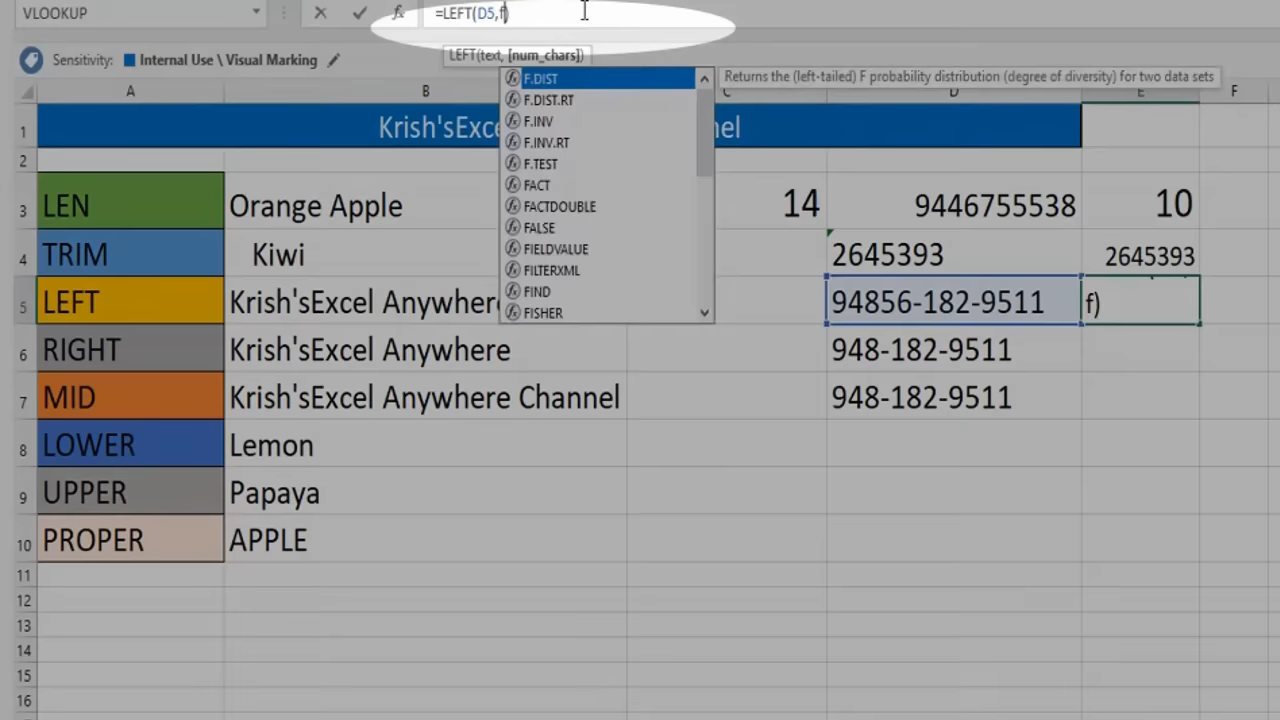 VLOOKUP
fx
=LEFT(D5,f)
Sensitivity: Internal Use \ Visual Marking
LEFT(text, [num_chars])
F.DIST
Returns the (left-tailed) F probability distribution (degree of diversity) for two data sets
F.DIST.RT
F.INV
F.INV.RT
F.TEST
FACT
FACTDOUBLE
FALSE
FIELDVALUE
FILTERXML
FIND
FISHER
A B C D E F
1 Krish'sExce nel
2
3 LEN Orange Apple 14 9446755538 10
4 TRIM Kiwi 2645393 2645393
5 LEFT Krish'sExcel Anywhere 94856-182-9511 f)
6 RIGHT Krish'sExcel Anywhere 948-182-9511
7 MID Krish'sExcel Anywhere Channel 948-182-9511
8 LOWER Lemon
9 UPPER Papaya
10 PROPER APPLE
11
12
13
14
15
16